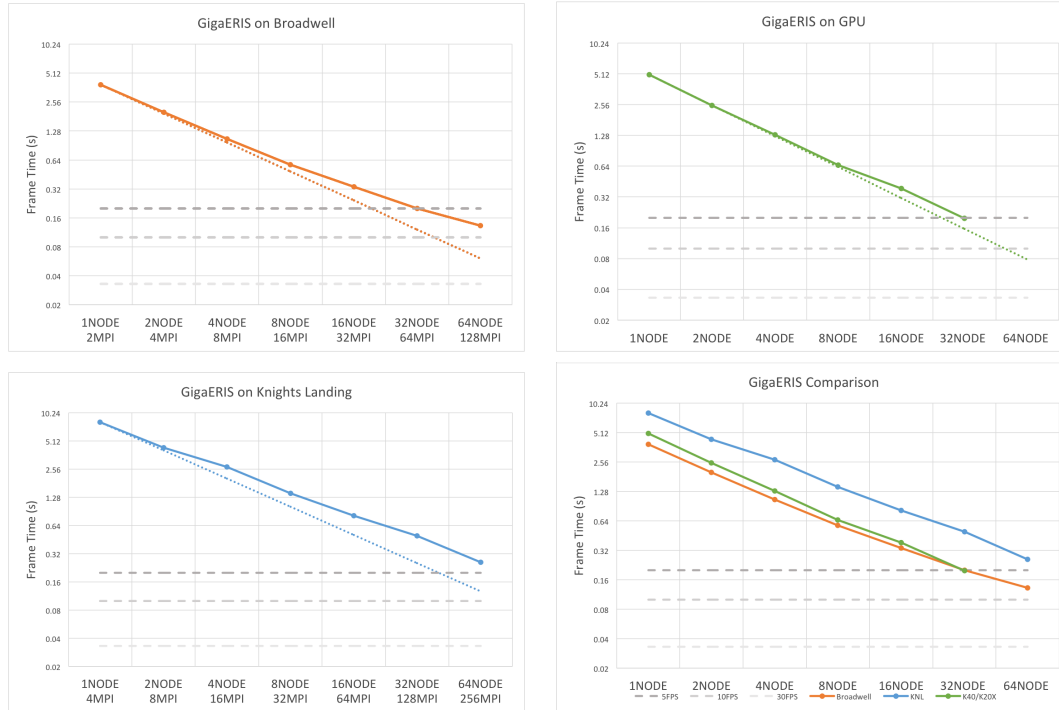 GigaERIS on Broadwell
Frame Time (s)
10.24
5.12
2.56
1.28
0.64
0.32
0.16
0.08
0.04
0.02
1NODE 2NODE 4NODE 8NODE 16NODE 32NODE 64NODE
2MPI 4MPI 8MPI 16MPI 32MPI 64MPI 128MPI
GigaERIS on GPU
Frame Time (s)
10.24
5.12
2.56
1.28
0.64
0.32
0.16
0.08
0.04
0.02
1NODE 2NODE 4NODE 8NODE 16NODE 32NODE 64NODE
GigaERIS on Knights Landing
Frame Time (s)
10.24
5.12
2.56
1.28
0.64
0.32
0.16
0.08
0.04
0.02
1NODE 2NODE 4NODE 8NODE 16NODE 32NODE 64NODE
4MPI 8MPI 16MPI 32MPI 64MPI 128MPI 256MPI
GigaERIS Comparison
Frame Time (s)
10.24
5.12
2.56
1.28
0.64
0.32
0.16
0.08
0.04
0.02
1NODE 2NODE 4NODE 8NODE 16NODE 32NODE 64NODE
5FPS 10FPS 30FPS Broadwell KNL K40/K20X